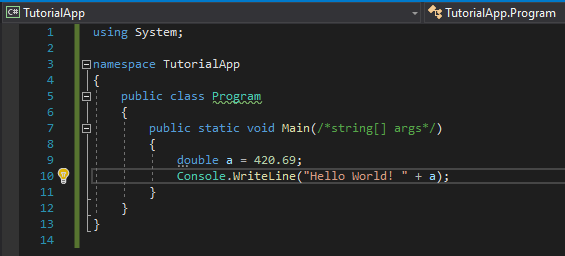 C# TutorialApp TutorialApp.Program
1 using System;
2
3 namespace TutorialApp
4 {
5 public class Program
6 {
7 public static void Main(/*string[] args*/)
8 {
9 double a = 420.69;
10 Console.WriteLine("Hello World! " + a);
11 }
12 }
13 }
14